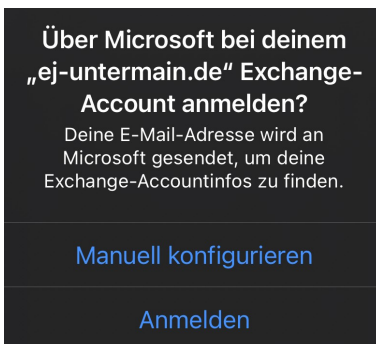 Über Microsoft bei deinem
„ej-untermain.de“ Exchange-
Account anmelden?
Deine E-Mail-Adresse wird an
Microsoft gesendet, um deine
Exchange-Accountinfos zu finden.
Manuell konfigurieren
Anmelden